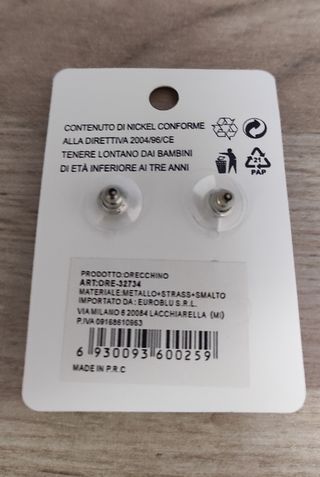 CONTENUTO DI NICKEL CONFORME
ALLA DIRETTIVA 2004/96/CE
TENERE LONTANO DAI BAMBINI
DI ETÀ INFERIORE AI TRE ANNI
21
PAP
PRODOTTO:ORECCHINO
ART:ORE-32734
MATERIALE:METALLO+STRASS+SMALTO
IMPORTATO DA : EUROBLU S.R.L.
VIA MILANO 6 20084 LACCHIARELLA (MI)
P.IVA 09168610963
6 930093 600259
MADE IN P.R.C